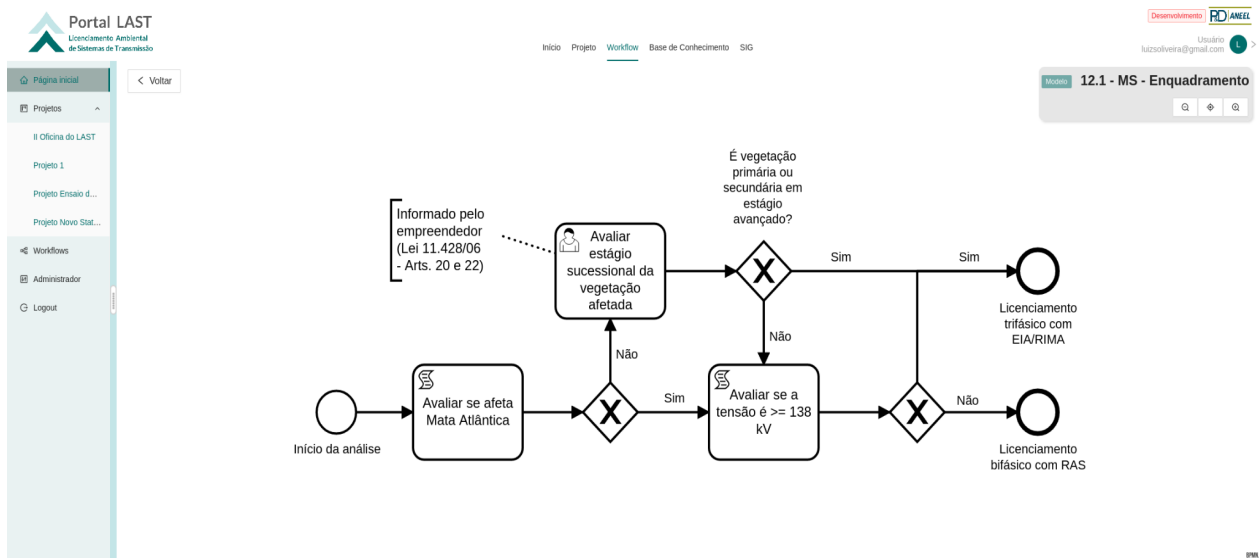 Portal LAST
Licenciamento Ambiental
de Sistemas de Transmissão
Desenvolvimento
P&D ANEEL
Início
Projeto
Workflow
Base de Conhecimento
SIG
Usuário
luizsoliveira@gmail.com
L
Página inicial
Projetos
II Oficina do LAST
Projeto 1
Projeto Ensaio d...
Projeto Novo Stat...
Workflows
Administrador
Logout
Voltar
Modelo
12.1 - MS - Enquadramento
É vegetação
primária ou
secundária em
estágio
avançado?
Informado pelo
empreendedor
(Lei 11.428/06
- Arts. 20 e 22)
Avaliar
estágio
sucessional da
vegetação
afetada
X
Sim
Sim
Licenciamento
trifásico com
EIA/RIMA
Não
Não
Início da análise
Avaliar se afeta
Mata Atlântica
X
Sim
Avaliar se a
tensão é >= 138
kV
X
Não
Licenciamento
bifásico com RAS